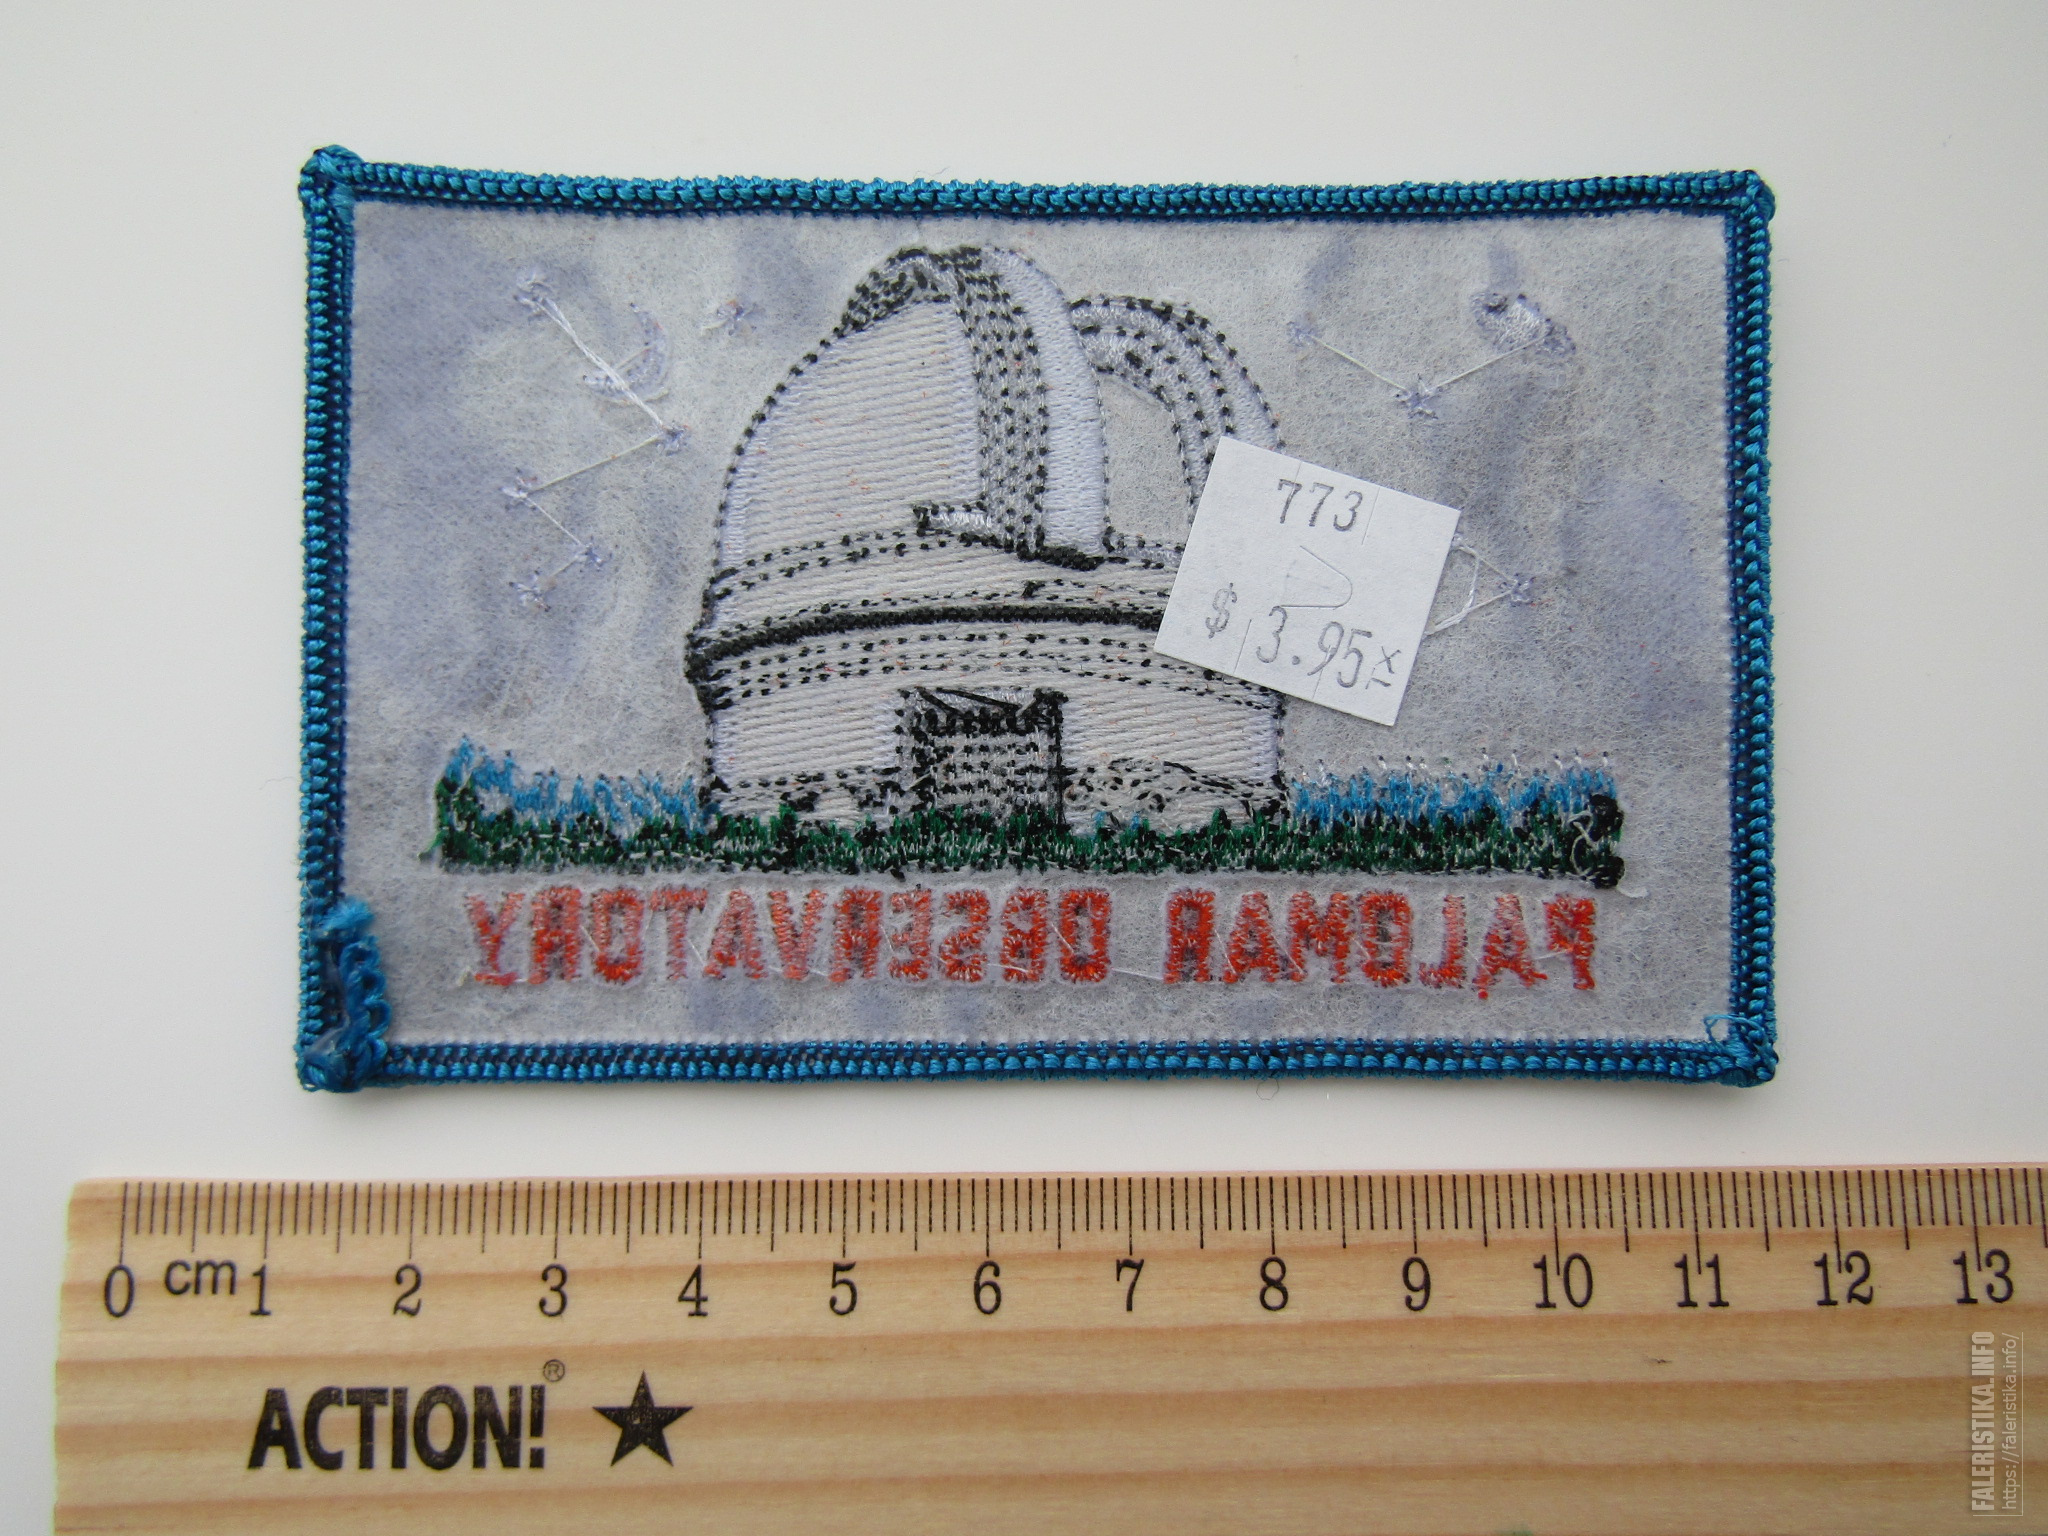 773
$ 3.95 x
PALOMAR OBSERVATORY
0 cm 1 2 3 4 5 6 7 8 9 10 11 12 13
ACTION!®
FALERISTIKA.INFO
https://faleristika.info/